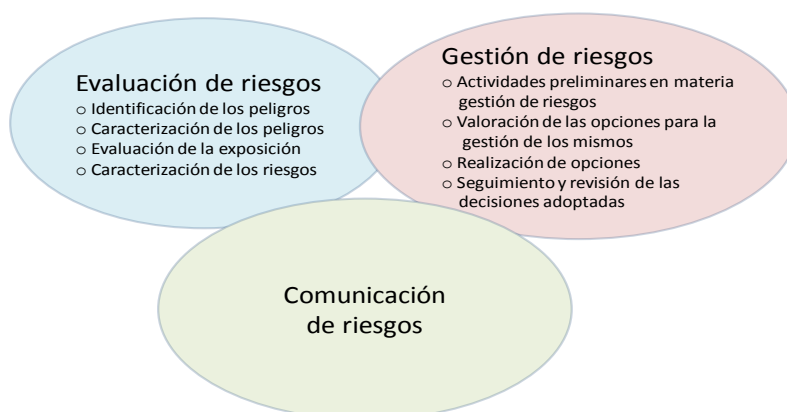 Evaluación de riesgos
o Identificación de los peligros
o Caracterización de los peligros
o Evaluación de la exposición
o Caracterización de los riesgos
Gestión de riesgos
o Actividades preliminares en materia
gestión de riesgos
o Valoración de las opciones para la
gestión de los mismos
o Realización de opciones
o Seguimiento y revisión de las
decisiones adoptadas
Comunicación
de riesgos